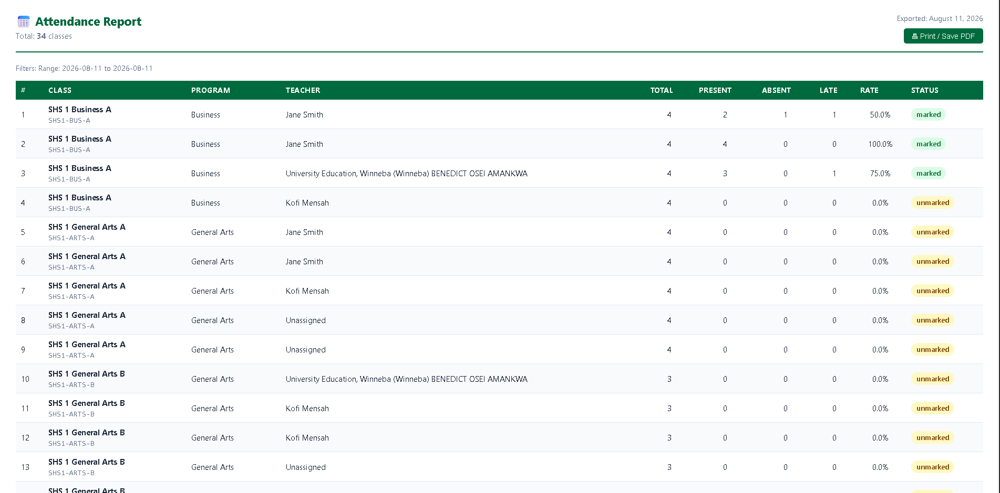 Attendance Report
Total: 34 classes
Exported: August 11, 2026
Print / Save PDF
Filters: Range: 2026-08-11 to 2026-08-11
# CLASS PROGRAM TEACHER TOTAL PRESENT ABSENT LATE RATE STATUS
1 SHS 1 Business A Business Jane Smith 4 2 1 1 50.0% marked
SHS1-BUS-A
2 SHS 1 Business A Business Jane Smith 4 4 0 0 100.0% marked
SHS1-BUS-A
3 SHS 1 Business A Business University Education, Winneba (Winneba) BENEDICT OSEI AMANKWA 4 3 0 1 75.0% marked
SHS1-BUS-A
4 SHS 1 Business A Business Kofi Mensah 4 0 0 0 0.0% unmarked
SHS1-BUS-A
5 SHS 1 General Arts A General Arts Jane Smith 4 0 0 0 0.0% unmarked
SHS1-ARTS-A
6 SHS 1 General Arts A General Arts Jane Smith 4 0 0 0 0.0% unmarked
SHS1-ARTS-A
7 SHS 1 General Arts A General Arts Kofi Mensah 4 0 0 0 0.0% unmarked
SHS1-ARTS-A
8 SHS 1 General Arts A General Arts Unassigned 4 0 0 0 0.0% unmarked
SHS1-ARTS-A
9 SHS 1 General Arts A General Arts Unassigned 4 0 0 0 0.0% unmarked
SHS1-ARTS-A
10 SHS 1 General Arts B General Arts University Education, Winneba (Winneba) BENEDICT OSEI AMANKWA 3 0 0 0 0.0% unmarked
SHS1-ARTS-B
11 SHS 1 General Arts B General Arts Kofi Mensah 3 0 0 0 0.0% unmarked
SHS1-ARTS-B
12 SHS 1 General Arts B General Arts Kofi Mensah 3 0 0 0 0.0% unmarked
SHS1-ARTS-B
13 SHS 1 General Arts B General Arts Unassigned 3 0 0 0 0.0% unmarked
SHS1-ARTS-B
SHS 1 General Arts B